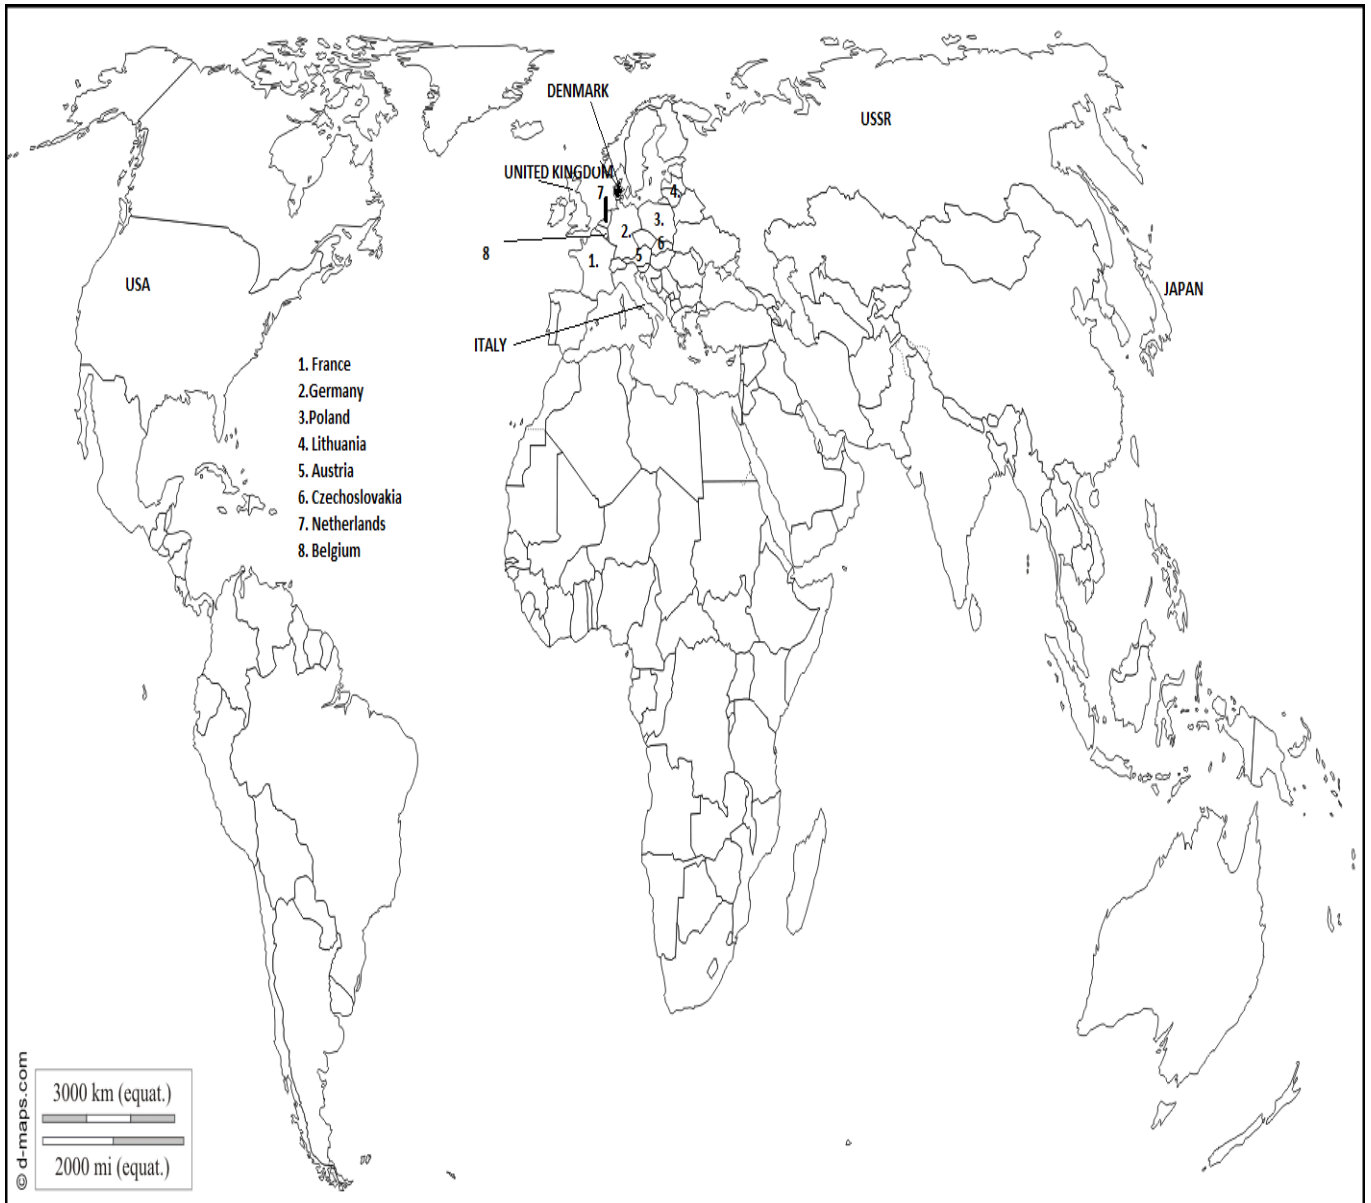 DENMARK
USSR
UNITED KINGDOM
7
4.
3.
2.
6
8
5
1.
USA
JAPAN
ITALY
1. France
2.Germany
3.Poland
4. Lithuania
5. Austria
6. Czechoslovakia
7. Netherlands
8. Belgium
© d-maps.com
3000 km (equat.)
2000 mi (equat.)